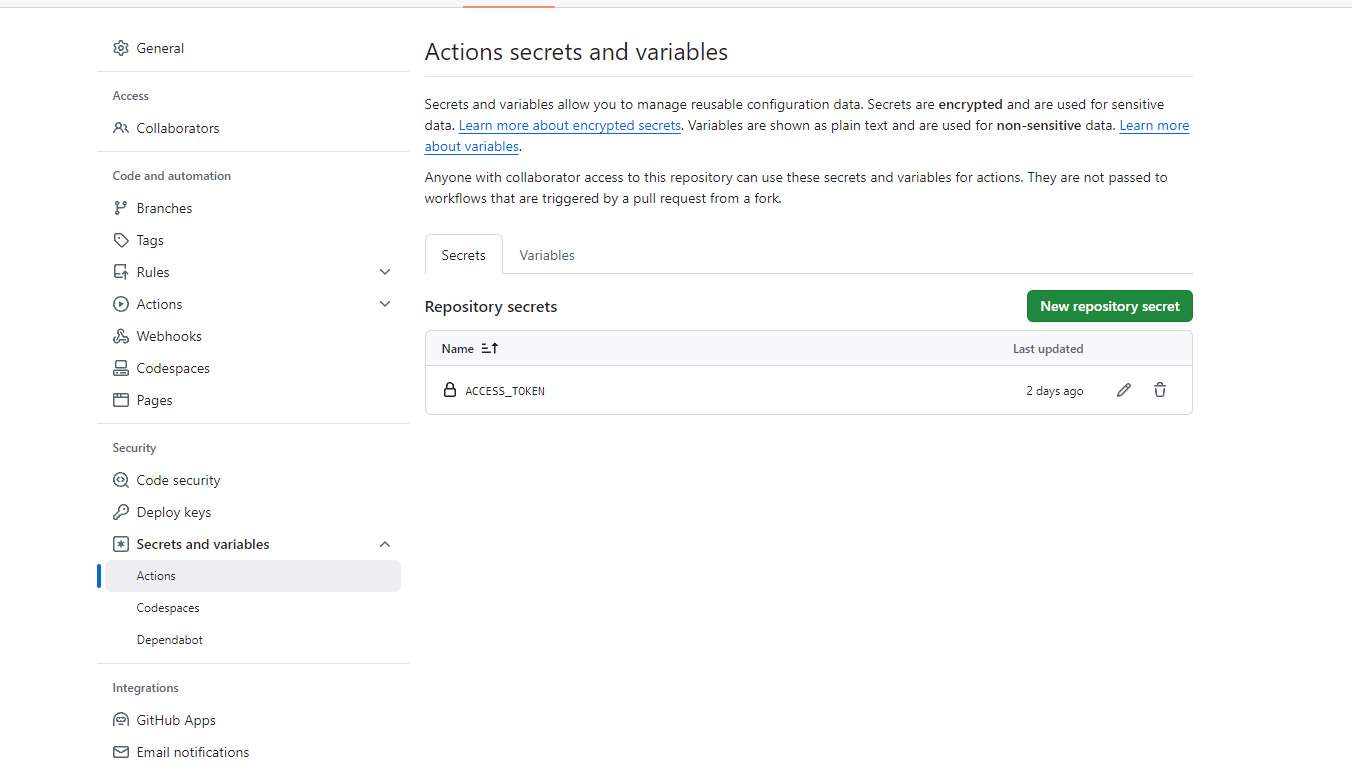 General
Access
Collaborators
Code and automation
Branches
Tags
Rules
Actions
Webhooks
Codespaces
Pages
Security
Code security
Deploy keys
Secrets and variables
Actions
Codespaces
Dependabot
Integrations
GitHub Apps
Email notifications
Actions secrets and variables
Secrets and variables allow you to manage reusable configuration data. Secrets are encrypted and are used for sensitive
data. Learn more about encrypted secrets. Variables are shown as plain text and are used for non-sensitive data. Learn more
about variables.
Anyone with collaborator access to this repository can use these secrets and variables for actions. They are not passed to
workflows that are triggered by a pull request from a fork.
Secrets Variables
Repository secrets New repository secret
Name Last updated
ACCESS_TOKEN 2 days ago